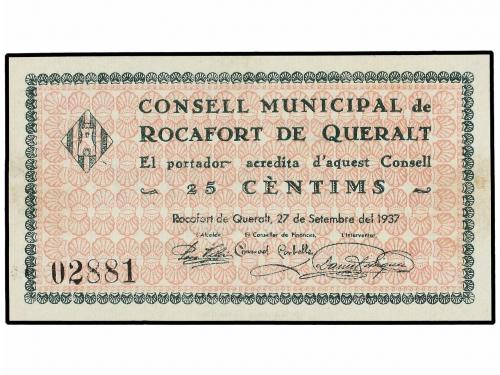 CONSELL MUNICIPAL de
ROCAFORT DE QUERALT
El portador acredita d'aquest Consell
25 CÈNTIMS
Rocafort de Queralt, 27 de Setembre del 1937
L'Alcalde, El Conseller de Finances, L'Interventor,
02881